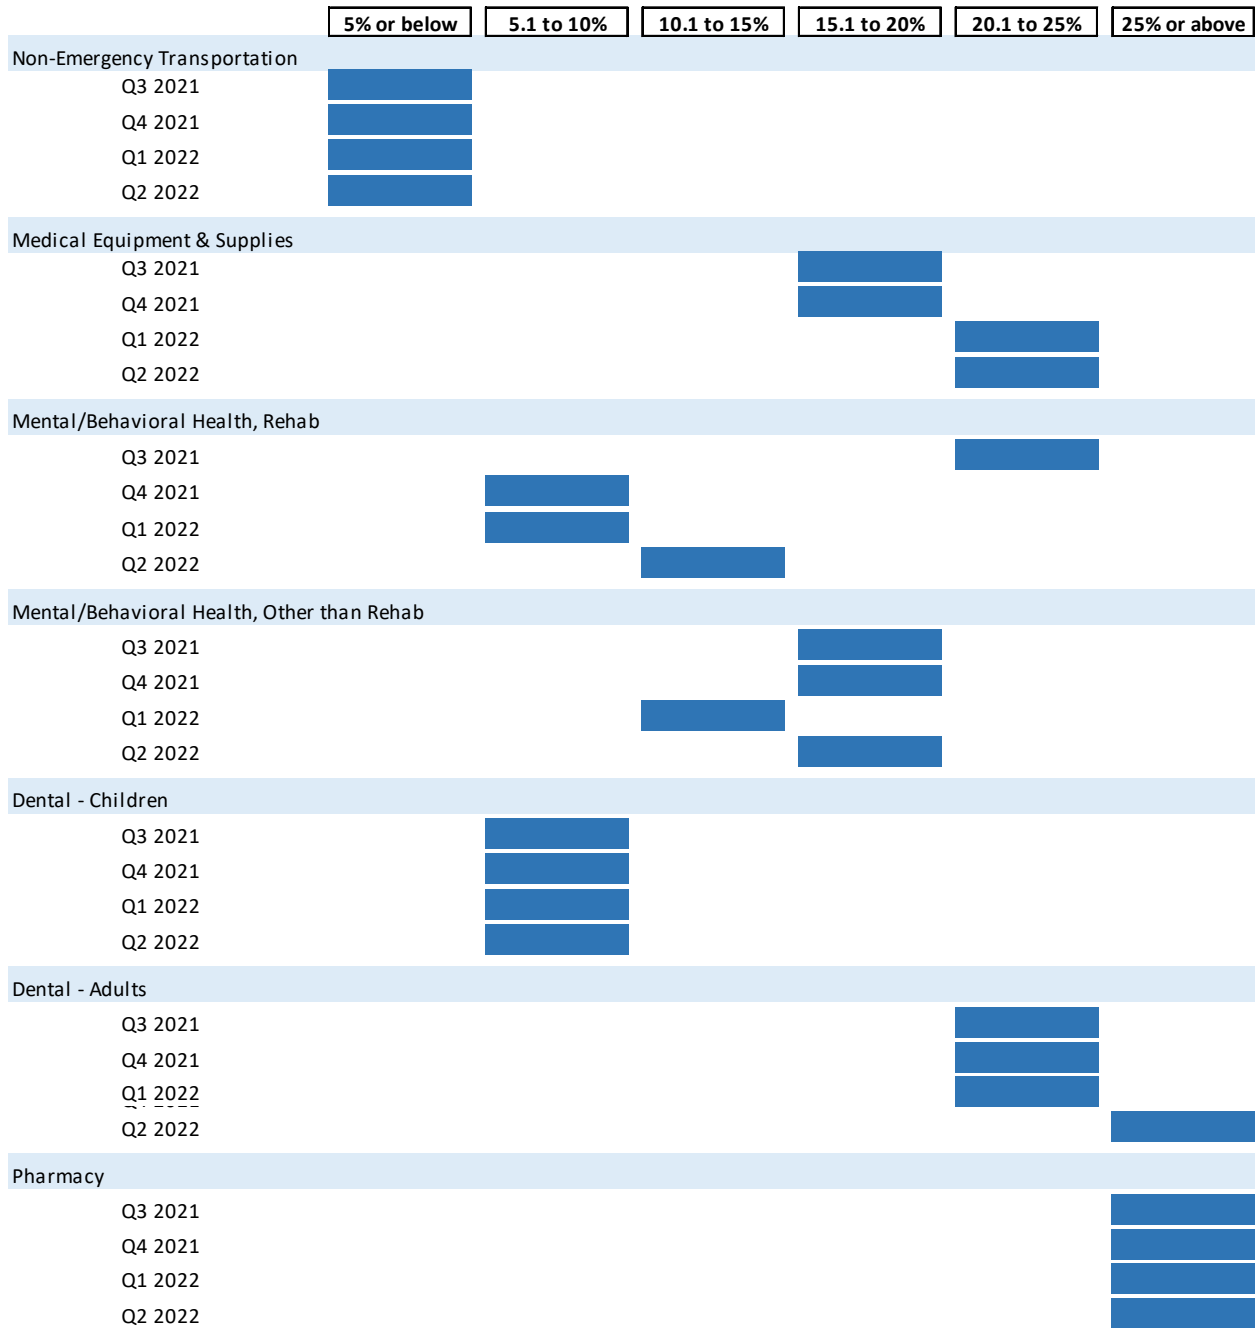 5% or below 5.1 to 10% 10.1 to 15% 15.1 to 20% 20.1 to 25% 25% or above
Non-Emergency Transportation
Q3 2021
Q4 2021
Q1 2022
Q2 2022
Medical Equipment & Supplies
Q3 2021
Q4 2021
Q1 2022
Q2 2022
Mental/Behavioral Health, Rehab
Q3 2021
Q4 2021
Q1 2022
Q2 2022
Mental/Behavioral Health, Other than Rehab
Q3 2021
Q4 2021
Q1 2022
Q2 2022
Dental - Children
Q3 2021
Q4 2021
Q1 2022
Q2 2022
Dental - Adults
Q3 2021
Q4 2021
Q1 2022
Q2 2022
Pharmacy
Q3 2021
Q4 2021
Q1 2022
Q2 2022